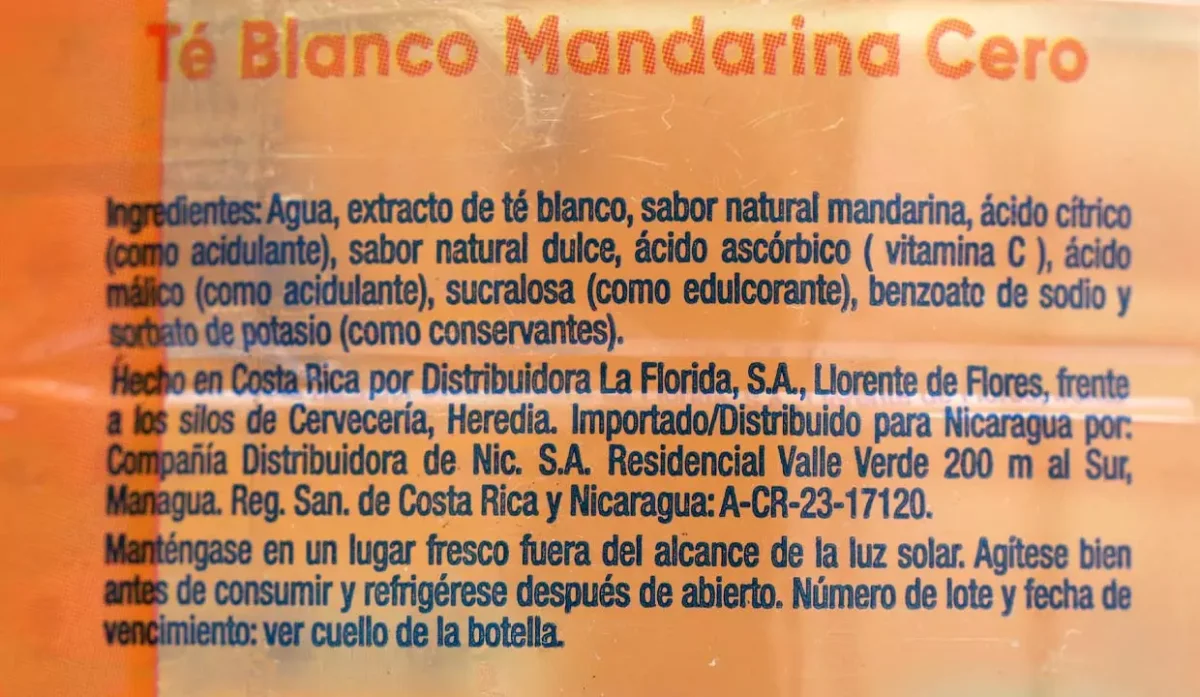 Té Blanco Mandarina Cero
Ingredientes: Agua, extracto de té blanco, sabor natural mandarina, ácido cítrico
(como acidulante), sabor natural dulce, ácido ascórbico ( vitamina C ), ácido
málico (como acidulante), sucralosa (como edulcorante), benzoato de sodio y
sorbato de potasio (como conservantes).
Hecho en Costa Rica por Distribuidora La Florida, S.A., Llorente de Flores, frente
a los silos de Cervecería, Heredia. Importado/Distribuido para Nicaragua por:
Compañía Distribuidora de Nic. S.A. Residencial Valle Verde 200 m al Sur,
Managua. Reg. San. de Costa Rica y Nicaragua: A-CR-23-17120.
Manténgase en un lugar fresco fuera del alcance de la luz solar. Agítese bien
antes de consumir y refrigérese después de abierto. Número de lote y fecha de
vencimiento: ver cuello de la botella.